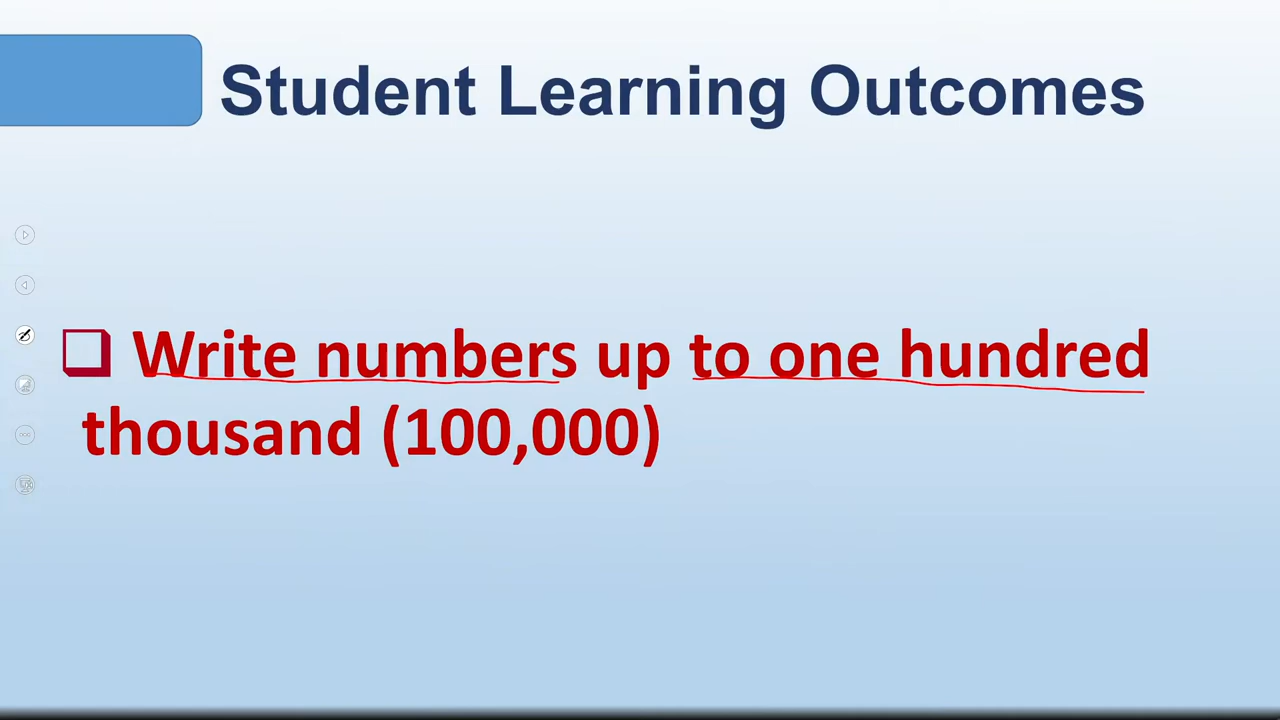 Student Learning Outcomes
Write numbers up to one hundred
thousand (100,000)